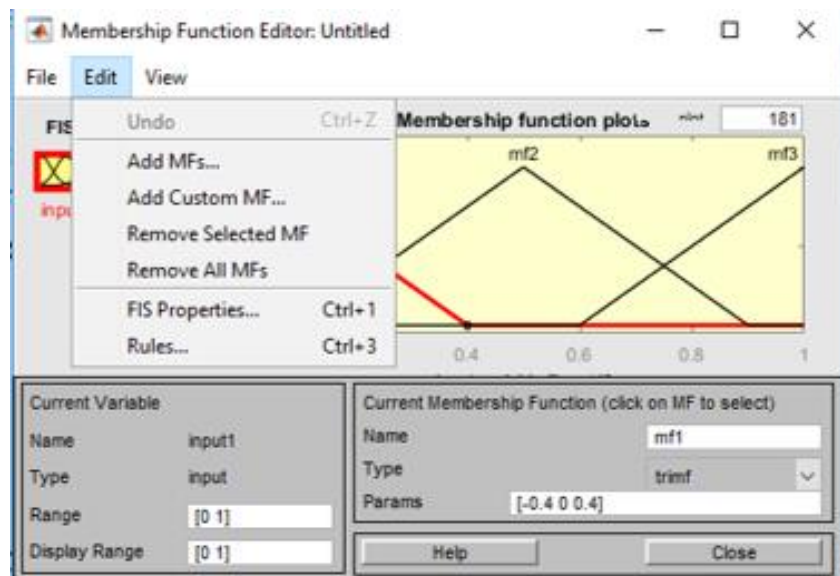 Membership Function Editor: Untitled
File Edit View
FIS
Undo Ctrl+Z
Membership function plots
181
Add MFs...
mf2 mf3
Add Custom MF...
Remove Selected MF
Remove All MFs
FIS Properties... Ctrl+1
Rules... Ctrl+3
0.4 0.6 0.8 1
Current Variable
Name input1
Type input
Range [0 1]
Display Range [0 1]
Current Membership Function (click on MF to select)
Name mf1
Type trimf
Params [-0.4 0 0.4]
Help Close